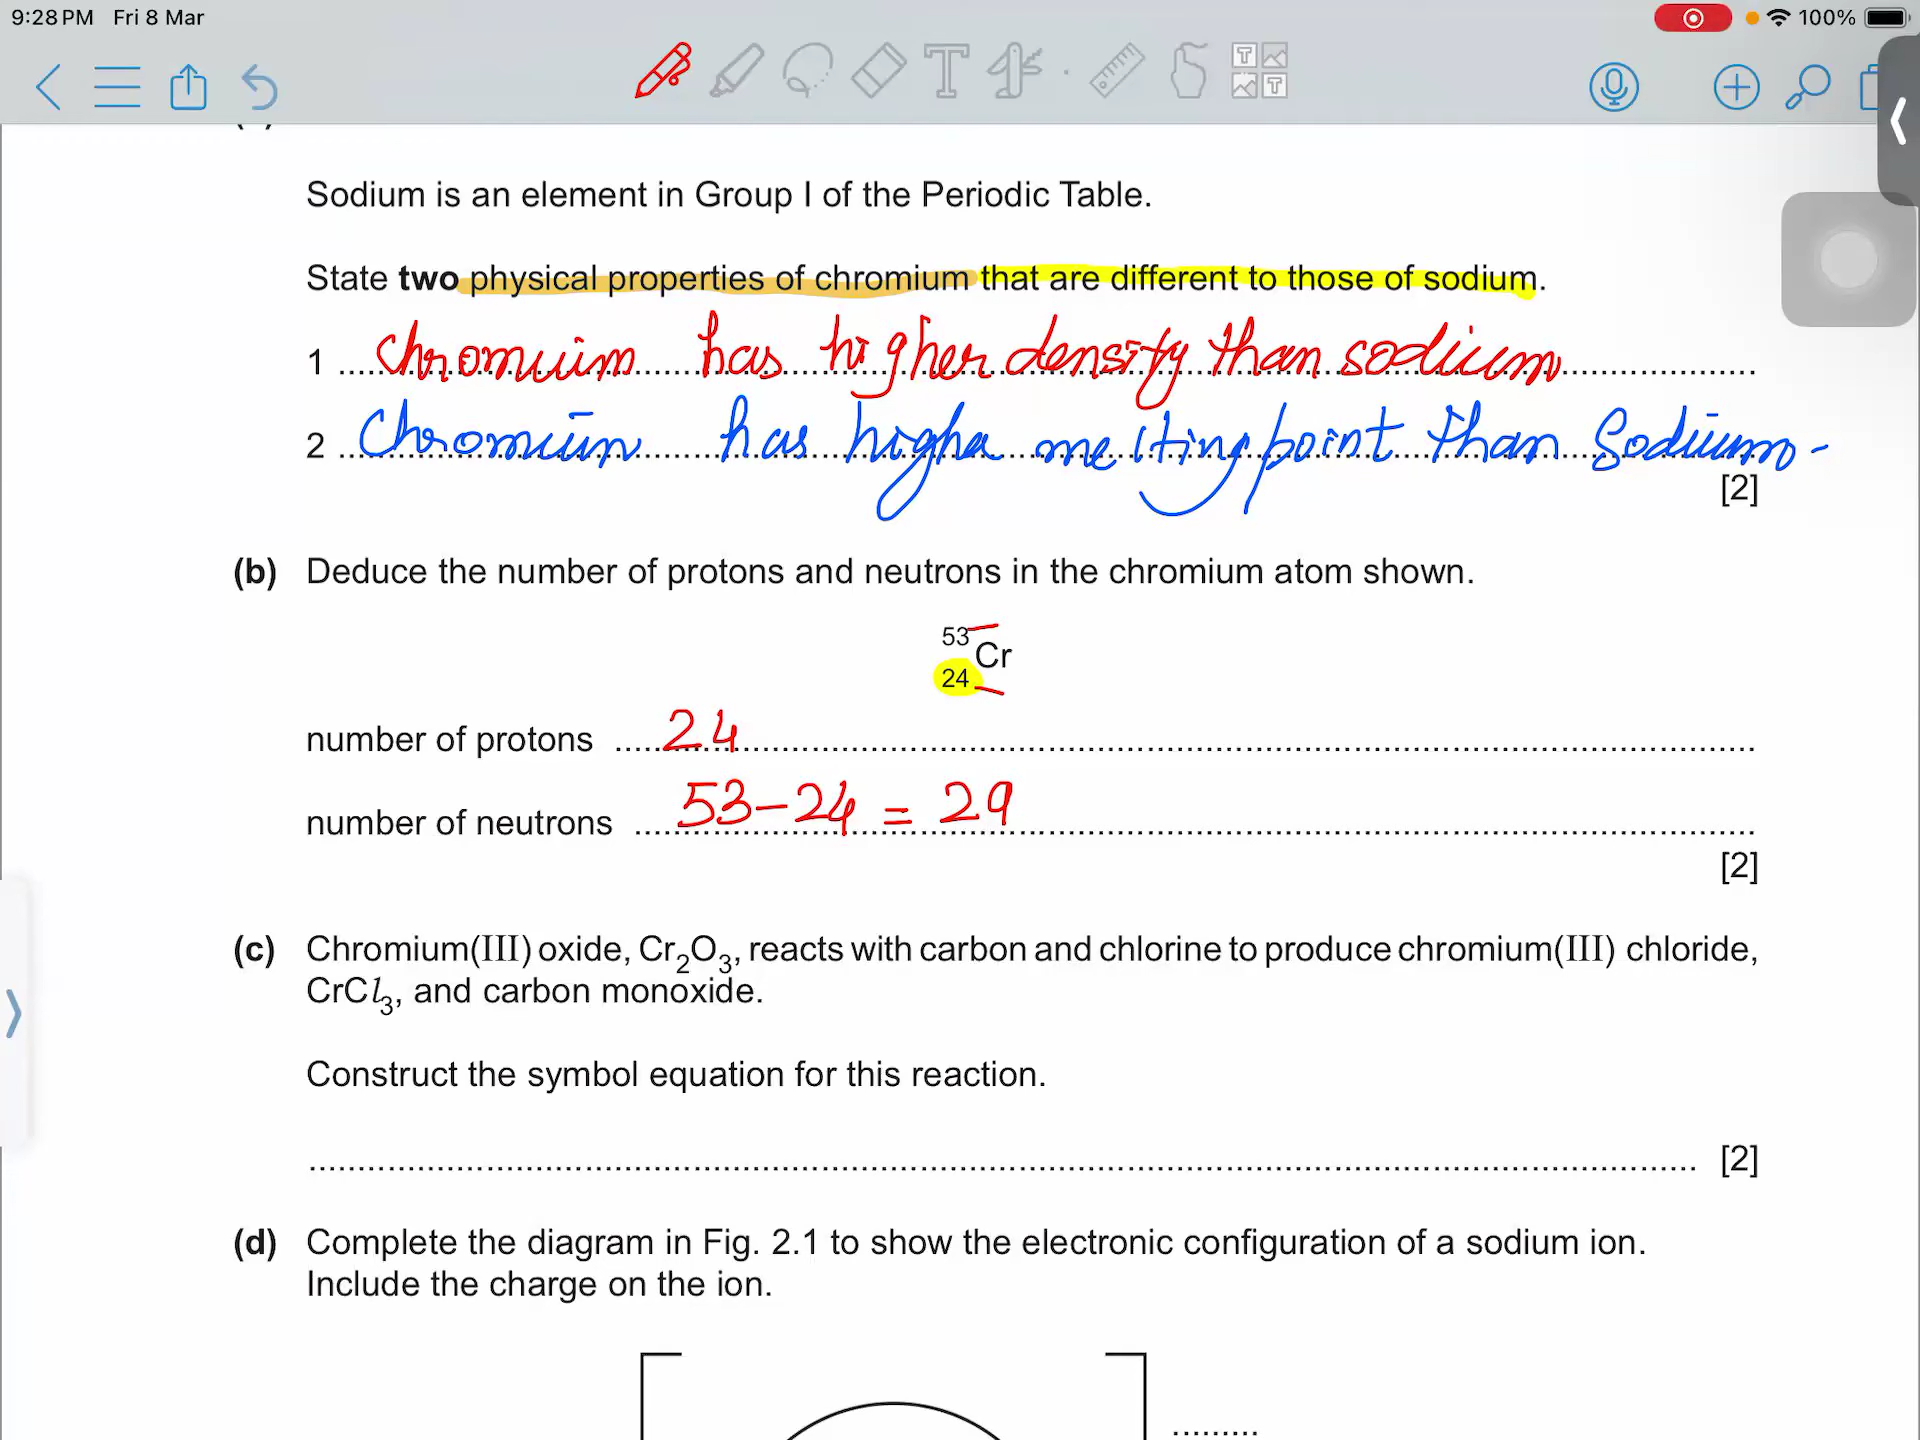 9:28 PM Fri 8 Mar
100%
Sodium is an element in Group I of the Periodic Table.
State two physical properties of chromium that are different to those of sodium.
1 chromuim has higher density than sodium
2 Chromium has higher melting point than Sodium.
[2]
(b) Deduce the number of protons and neutrons in the chromium atom shown.
53
Cr
24
number of protons 24
number of neutrons 53-24 = 29
[2]
(c) Chromium(III) oxide, Cr₂O₃, reacts with carbon and chlorine to produce chromium(III) chloride,
CrCl₃, and carbon monoxide.
Construct the symbol equation for this reaction.
[2]
(d) Complete the diagram in Fig. 2.1 to show the electronic configuration of a sodium ion.
Include the charge on the ion.